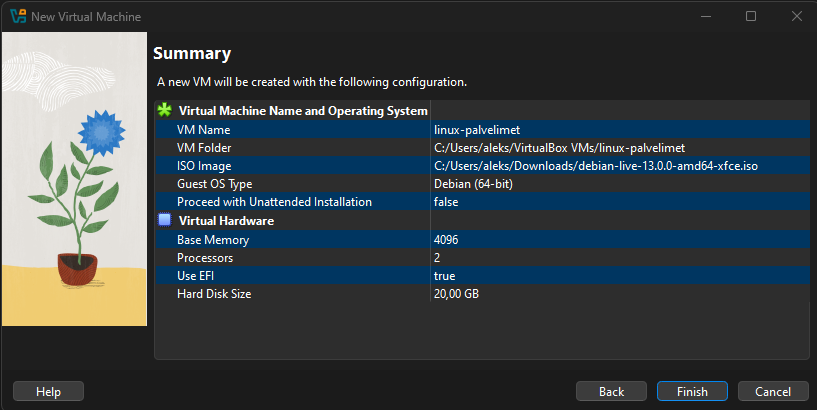 New Virtual Machine
Summary
A new VM will be created with the following configuration.
Virtual Machine Name and Operating System
VM Name linux-palvelimet
VM Folder C:/Users/aleks/VirtualBox VMs/linux-palvelimet
ISO Image C:/Users/aleks/Downloads/debian-live-13.0.0-amd64-xfce.iso
Guest OS Type Debian (64-bit)
Proceed with Unattended Installation false
Virtual Hardware
Base Memory 4096
Processors 2
Use EFI true
Hard Disk Size 20,00 GB
Help Back Finish Cancel